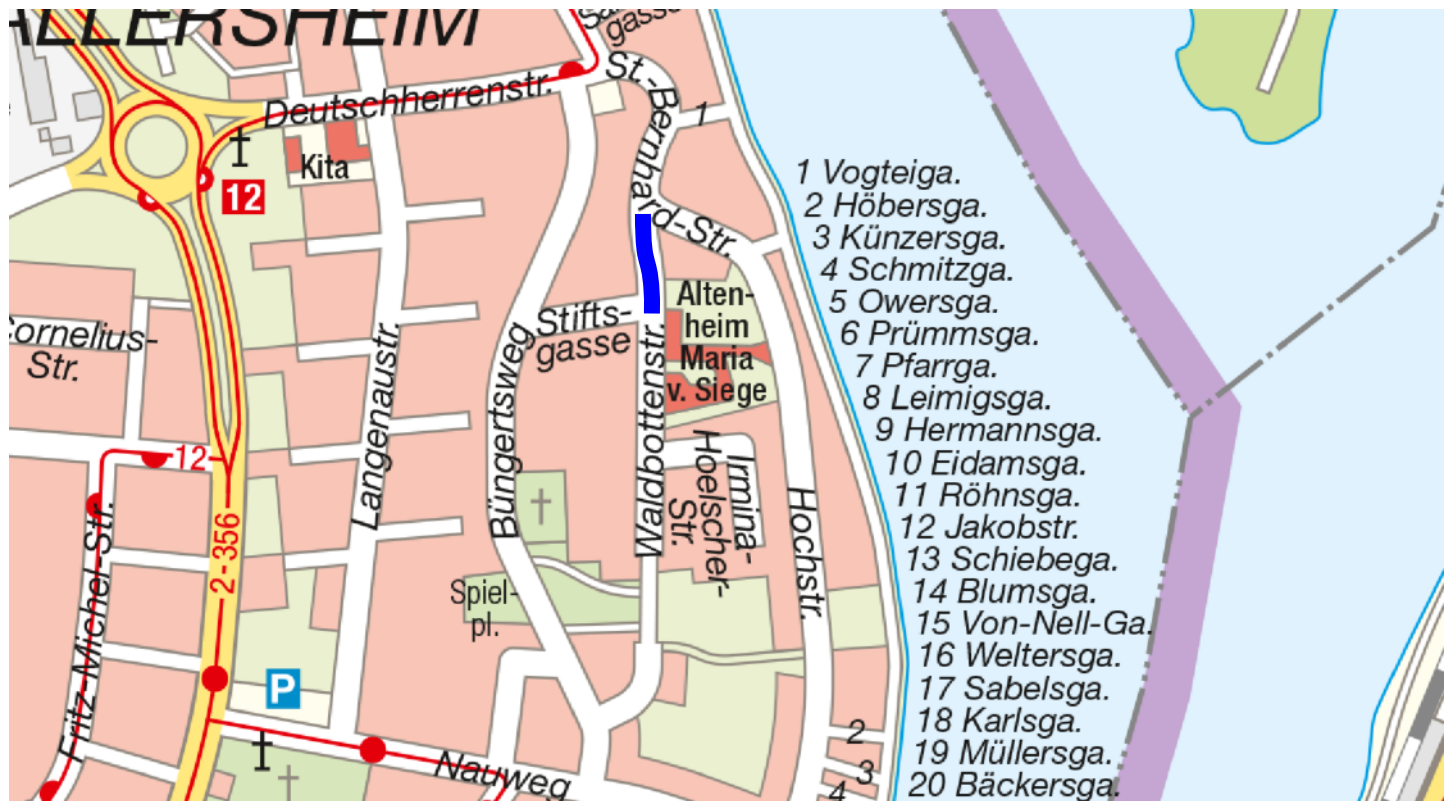 ALLERSHEIM
gasse
St.-Bernhard-Str.
Deutschherrenstr.
1
Kita
12
1 Vogteiga.
2 Höbersga.
3 Künzersga.
4 Schmitzga.
5 Owersga.
6 Prümmsga.
7 Pfarrga.
8 Leimigsga.
9 Hermannsga.
10 Eidamsga.
11 Röhnsga.
12 Jakobstr.
13 Schiebega.
14 Blumsga.
15 Von-Nell-Ga.
16 Weltersga.
17 Sabelsga.
18 Karlsga.
19 Müllersga.
20 Bäckersga.
Cornelius-
Str.
Langenaustr.
Büngertsweg
Stifts-
gasse
Waldbottenstr.
Alten-
heim
Maria
v. Siege
Irmina-
Hoelscher-
Str.
Hochstr.
12
2-356
Fritz-Michel-Str.
Spiel-
pl.
P
Nauweg
2
3
4